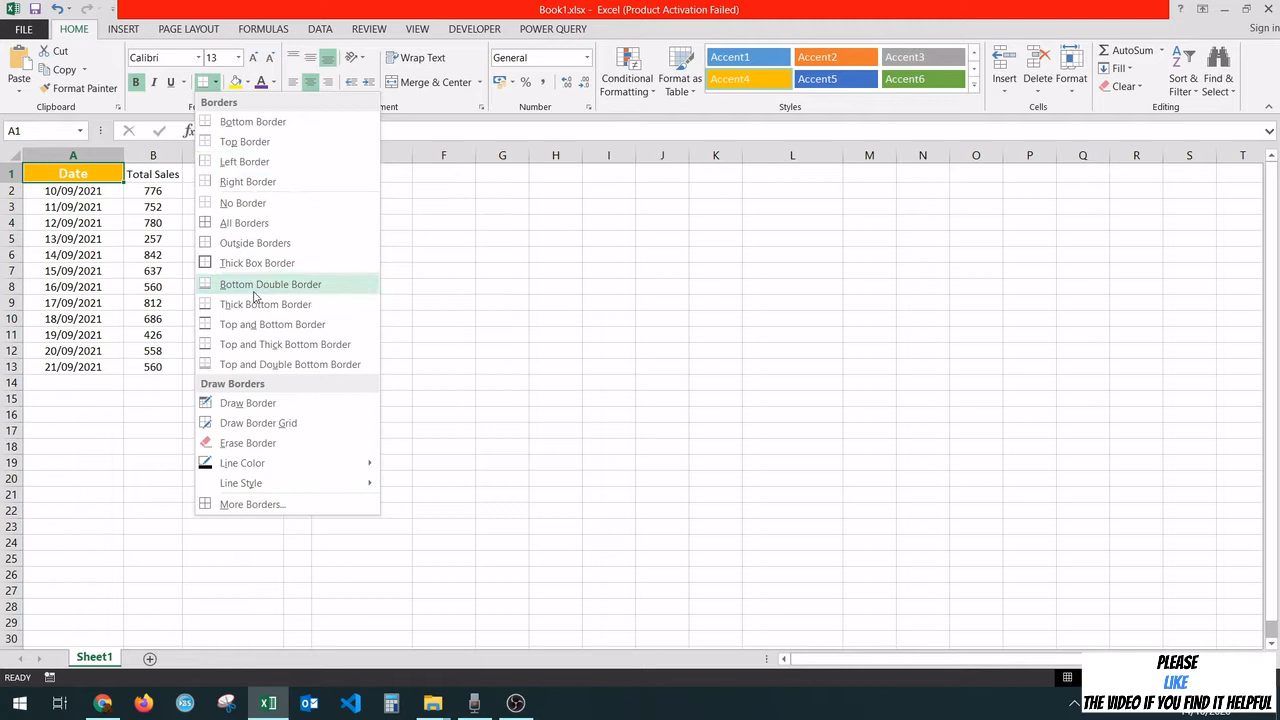 Book1.xlsx - Excel (Product Activation Failed)
FILE HOME INSERT PAGE LAYOUT FORMULAS DATA REVIEW VIEW DEVELOPER POWER QUERY Sign in
Paste
Cut
Copy
Format Painter
Clipboard
Calibri 13
B I U A
Wrap Text
Merge & Center
General
Number
Conditional Formatting
Format as Table
Accent1 Accent2 Accent3
Accent4 Accent5 Accent6
Styles
Insert Delete Format
Cells
AutoSum
Fill
Clear
Sort & Filter
Find & Select
Editing
A1
A B F G H I J K L M N O P Q R S T
1 Date Total Sales
2 10/09/2021 776
3 11/09/2021 752
4 12/09/2021 780
5 13/09/2021 257
6 14/09/2021 842
7 15/09/2021 637
8 16/09/2021 560
9 17/09/2021 812
10 18/09/2021 686
11 19/09/2021 426
12 20/09/2021 558
13 21/09/2021 560
14
15
16
17
18
19
20
21
22
23
24
25
26
27
28
29
30
Borders
Bottom Border
Top Border
Left Border
Right Border
No Border
All Borders
Outside Borders
Thick Box Border
Bottom Double Border
Thick Bottom Border
Top and Bottom Border
Top and Thick Bottom Border
Top and Double Bottom Border
Draw Borders
Draw Border
Draw Border Grid
Erase Border
Line Color
Line Style
More Borders...
Sheet1
READY
PLEASE
LIKE
THE VIDEO IF YOU FIND IT HELPFUL